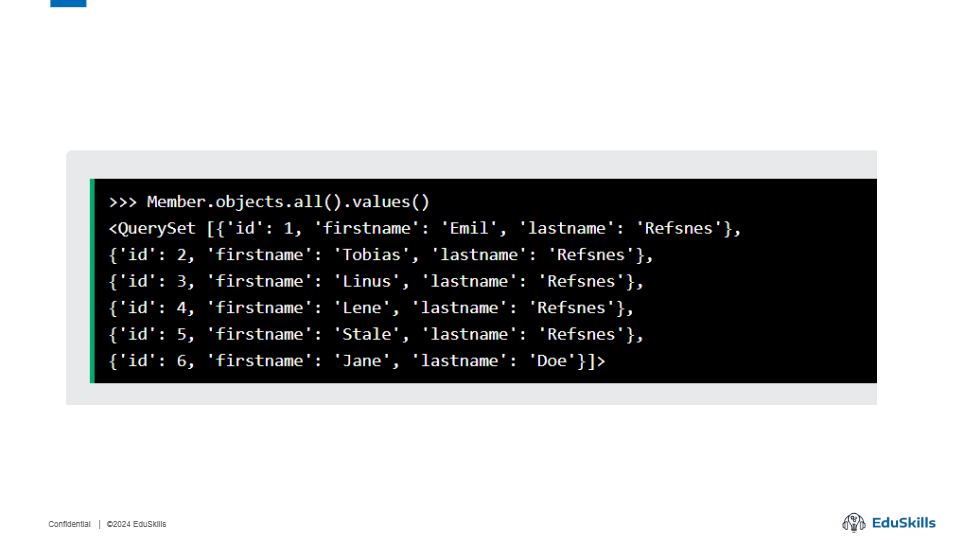 >>> Member.objects.all().values()
<QuerySet [{'id': 1, 'firstname': 'Emil', 'lastname': 'Refsnes'},
{'id': 2, 'firstname': 'Tobias', 'lastname': 'Refsnes'},
{'id': 3, 'firstname': 'Linus', 'lastname': 'Refsnes'},
{'id': 4, 'firstname': 'Lene', 'lastname': 'Refsnes'},
{'id': 5, 'firstname': 'Stale', 'lastname': 'Refsnes'},
{'id': 6, 'firstname': 'Jane', 'lastname': 'Doe'}]>
Confidential | ©2024 EduSkills
EduSkills